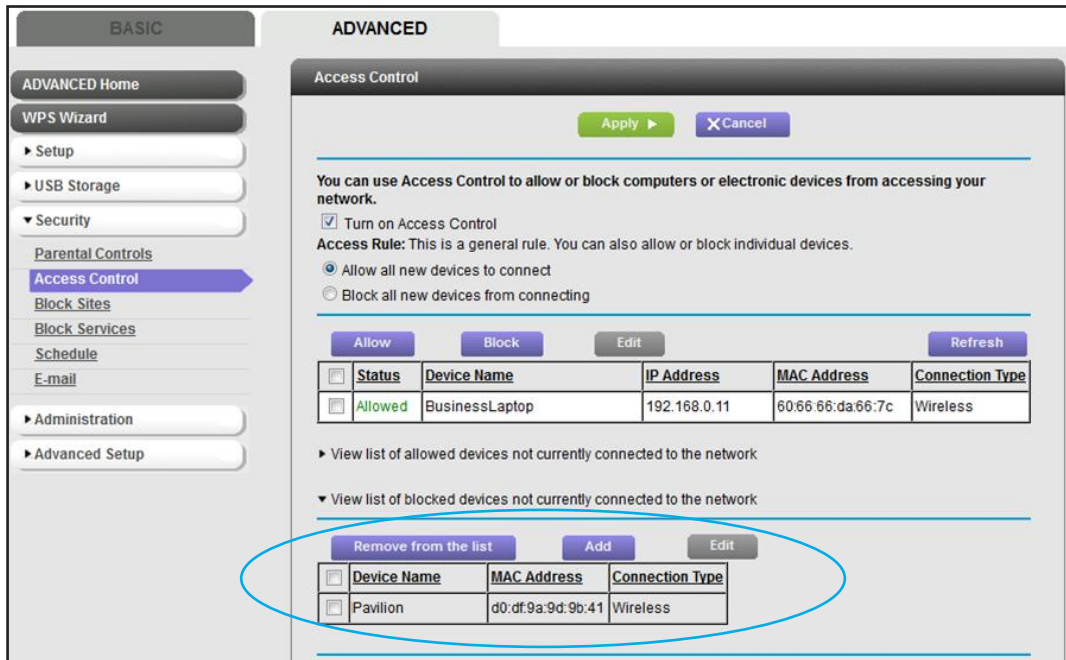 BASIC
ADVANCED
ADVANCED Home
WPS Wizard
Setup
USB Storage
Security
Parental Controls
Access Control
Block Sites
Block Services
Schedule
E-mail
Administration
Advanced Setup
Access Control
Apply
Cancel
You can use Access Control to allow or block computers or electronic devices from accessing your
network.
Turn on Access Control
Access Rule: This is a general rule. You can also allow or block individual devices.
Allow all new devices to connect
Block all new devices from connecting
Allow Block Edit Refresh
Status Device Name IP Address MAC Address Connection Type
Allowed BusinessLaptop 192.168.0.11 60:66:66:da:66:7c Wireless
View list of allowed devices not currently connected to the network
View list of blocked devices not currently connected to the network
Remove from the list Add Edit
Device Name MAC Address Connection Type
Pavilion d0:df:9a:9d:9b:41 Wireless